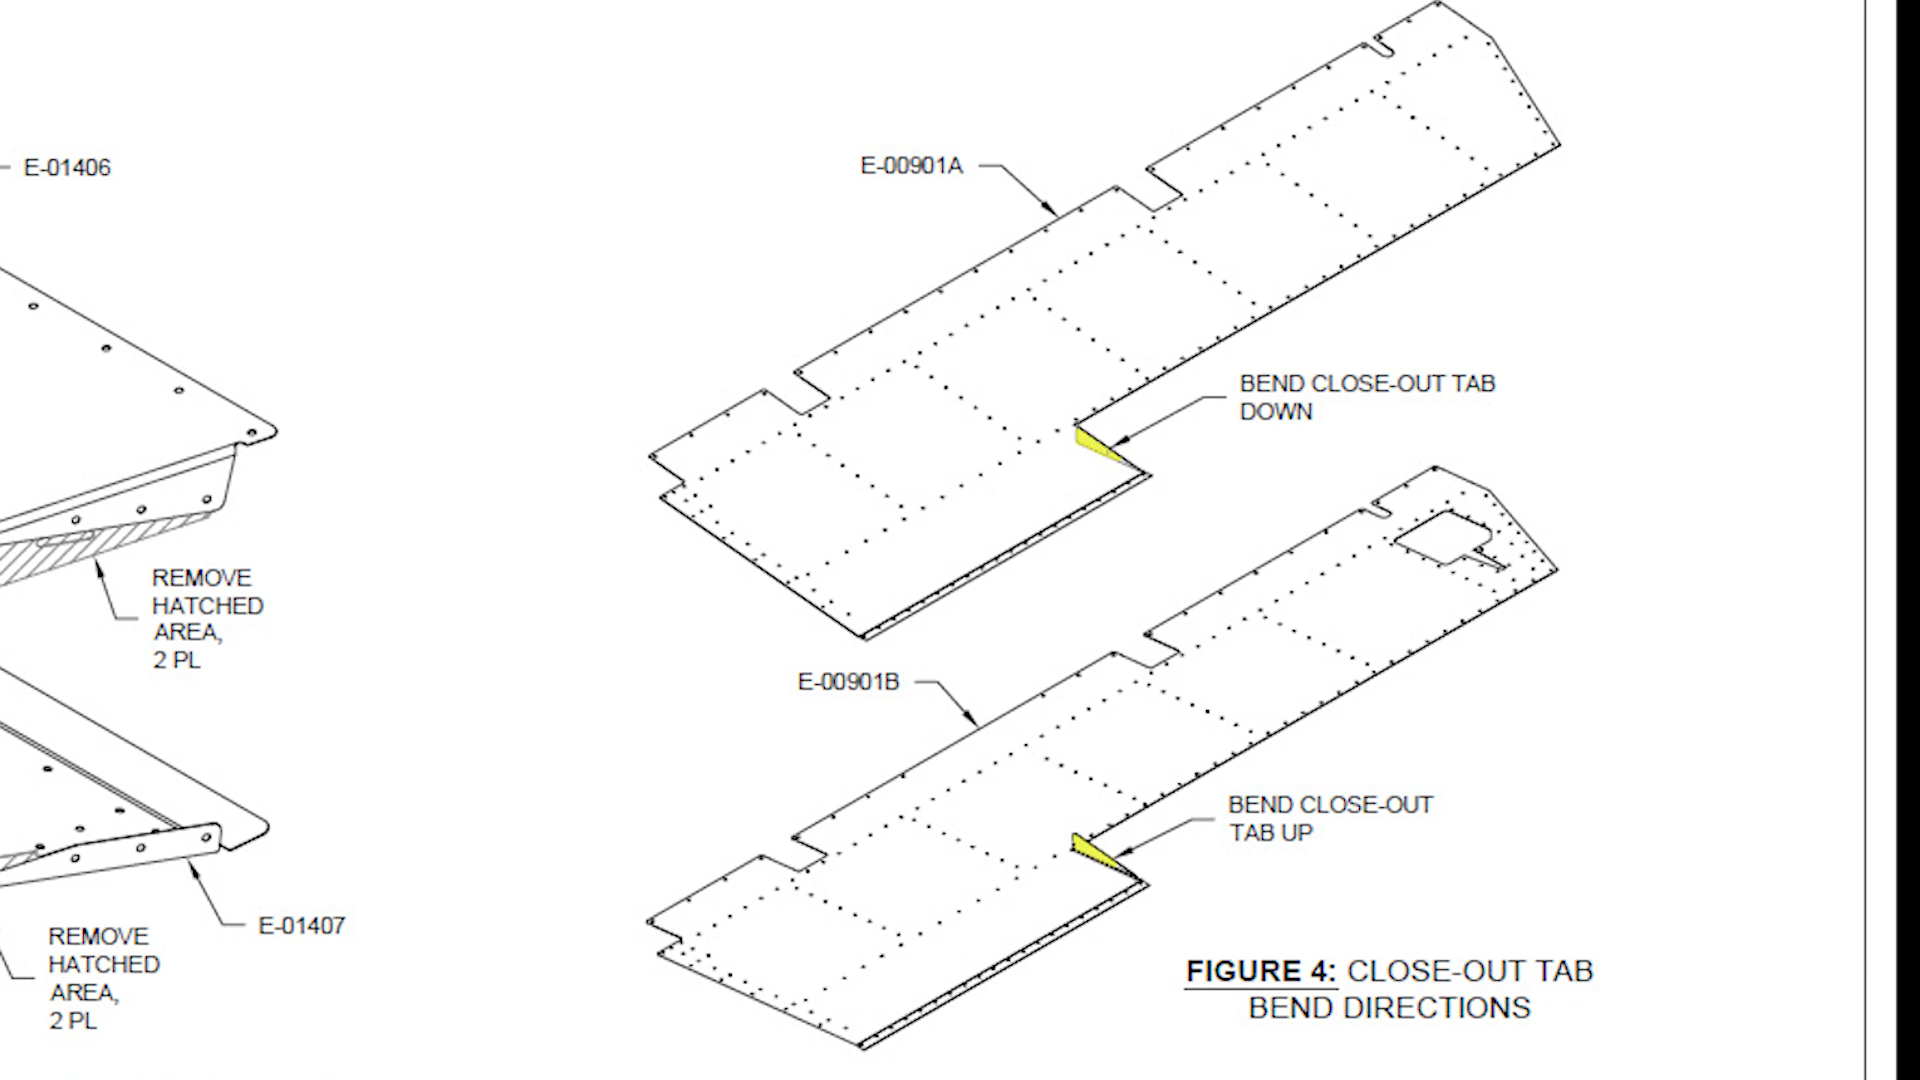 E-01406
REMOVE
HATCHED
AREA,
2 PL
E-01407
REMOVE
HATCHED
AREA,
2 PL
E-00901A
BEND CLOSE-OUT TAB
DOWN
E-00901B
BEND CLOSE-OUT
TAB UP
FIGURE 4: CLOSE-OUT TAB
BEND DIRECTIONS